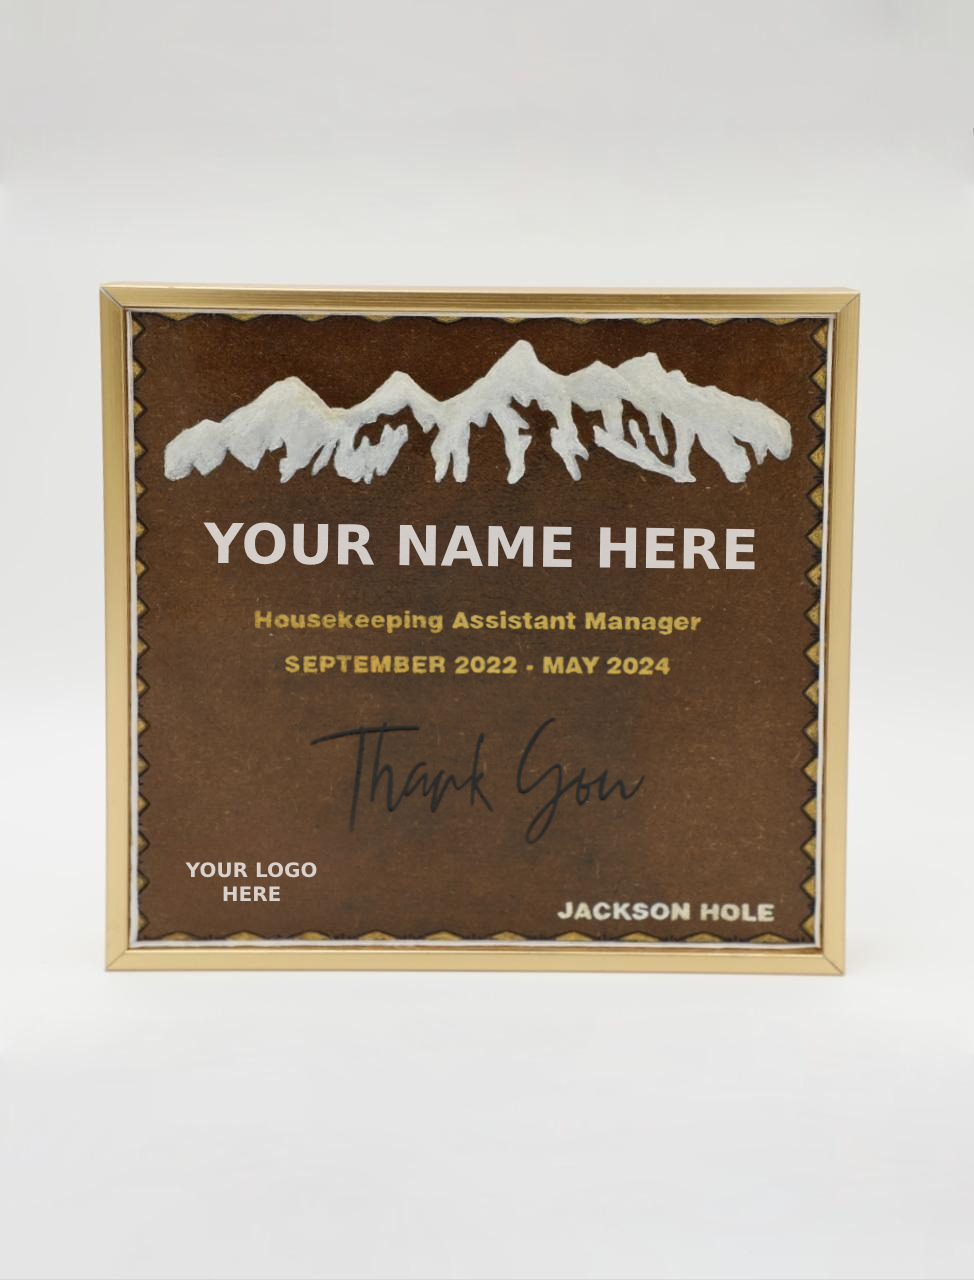 YOUR NAME HERE
Housekeeping Assistant Manager
SEPTEMBER 2022 - MAY 2024
Thank You
YOUR LOGO
HERE
JACKSON HOLE